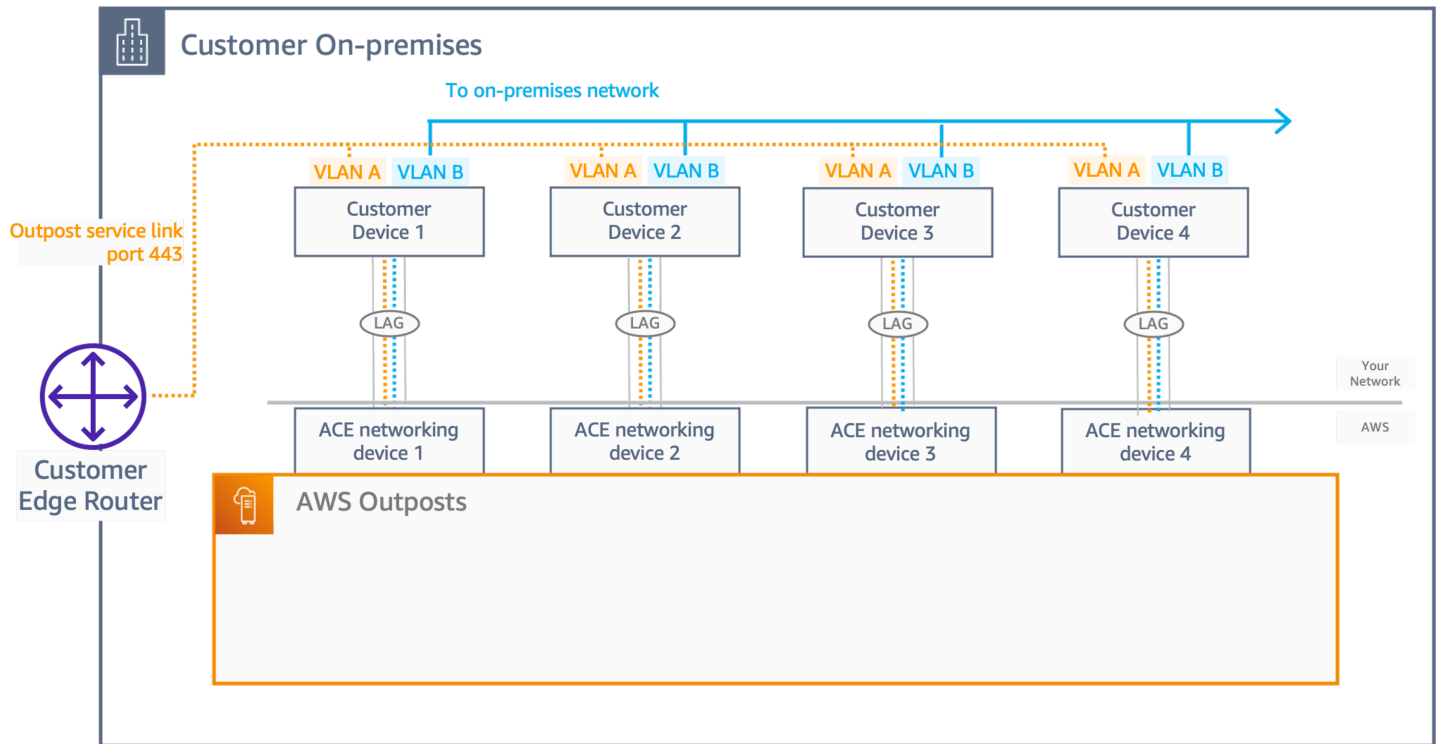 Customer On-premises
To on-premises network
VLAN A VLAN B
VLAN A VLAN B
VLAN A VLAN B
VLAN A VLAN B
Customer
Device 1
Customer
Device 2
Customer
Device 3
Customer
Device 4
Outpost service link
port 443
LAG
LAG
LAG
LAG
Your
Network
AWS
ACE networking
device 1
ACE networking
device 2
ACE networking
device 3
ACE networking
device 4
Customer
Edge Router
AWS Outposts